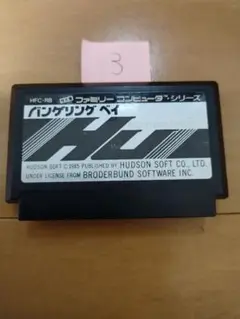 3
HFC-RB ファミリー コンピュータ シリーズ
バンゲリング ベイ
HUDSON SOFT © 1985 PUBLISHED BY HUDSON SOFT CO., LTD.
UNDER LICENSE FROM BRODERBUND SOFTWARE INC.